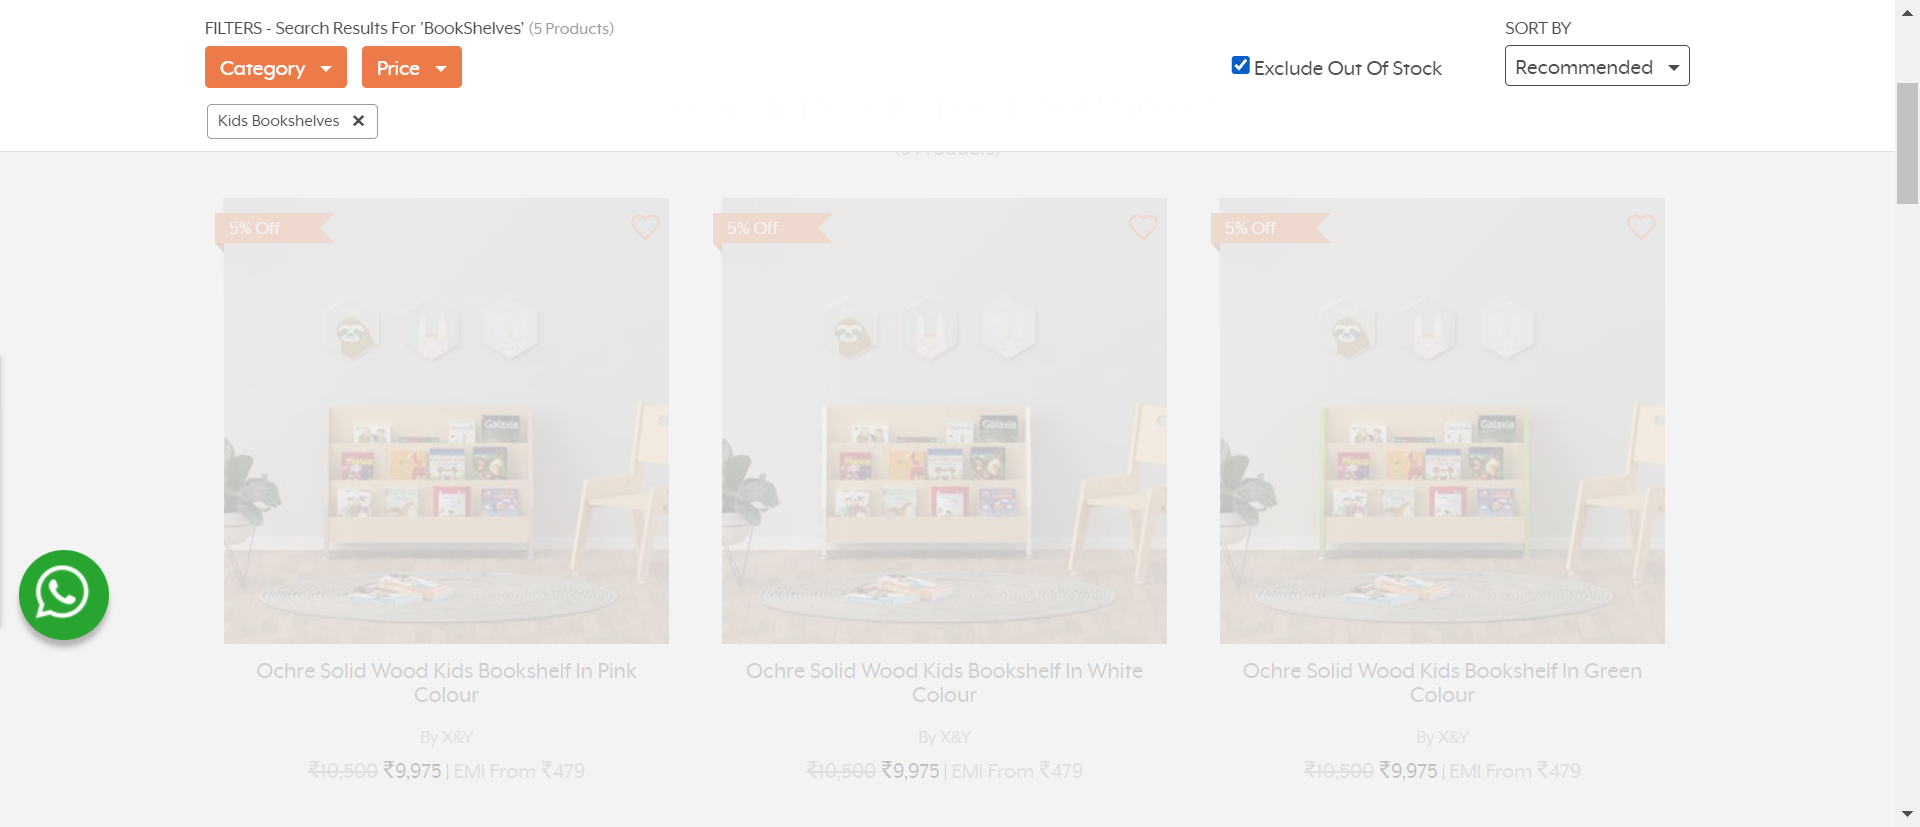 FILTERS - Search Results For 'BookShelves' (5 Products)
SORT BY
Category
Price
Exclude Out Of Stock
Recommended
Kids Bookshelves ✕
5% Off
5% Off
5% Off
Galaxia
Galaxia
Galaxia
Ochre Solid Wood Kids Bookshelf In Pink
Colour
By X&Y
₹10,500 ₹9,975 | EMI From ₹479
Ochre Solid Wood Kids Bookshelf In White
Colour
By X&Y
₹10,500 ₹9,975 | EMI From ₹479
Ochre Solid Wood Kids Bookshelf In Green
Colour
By X&Y
₹10,500 ₹9,975 | EMI From ₹479